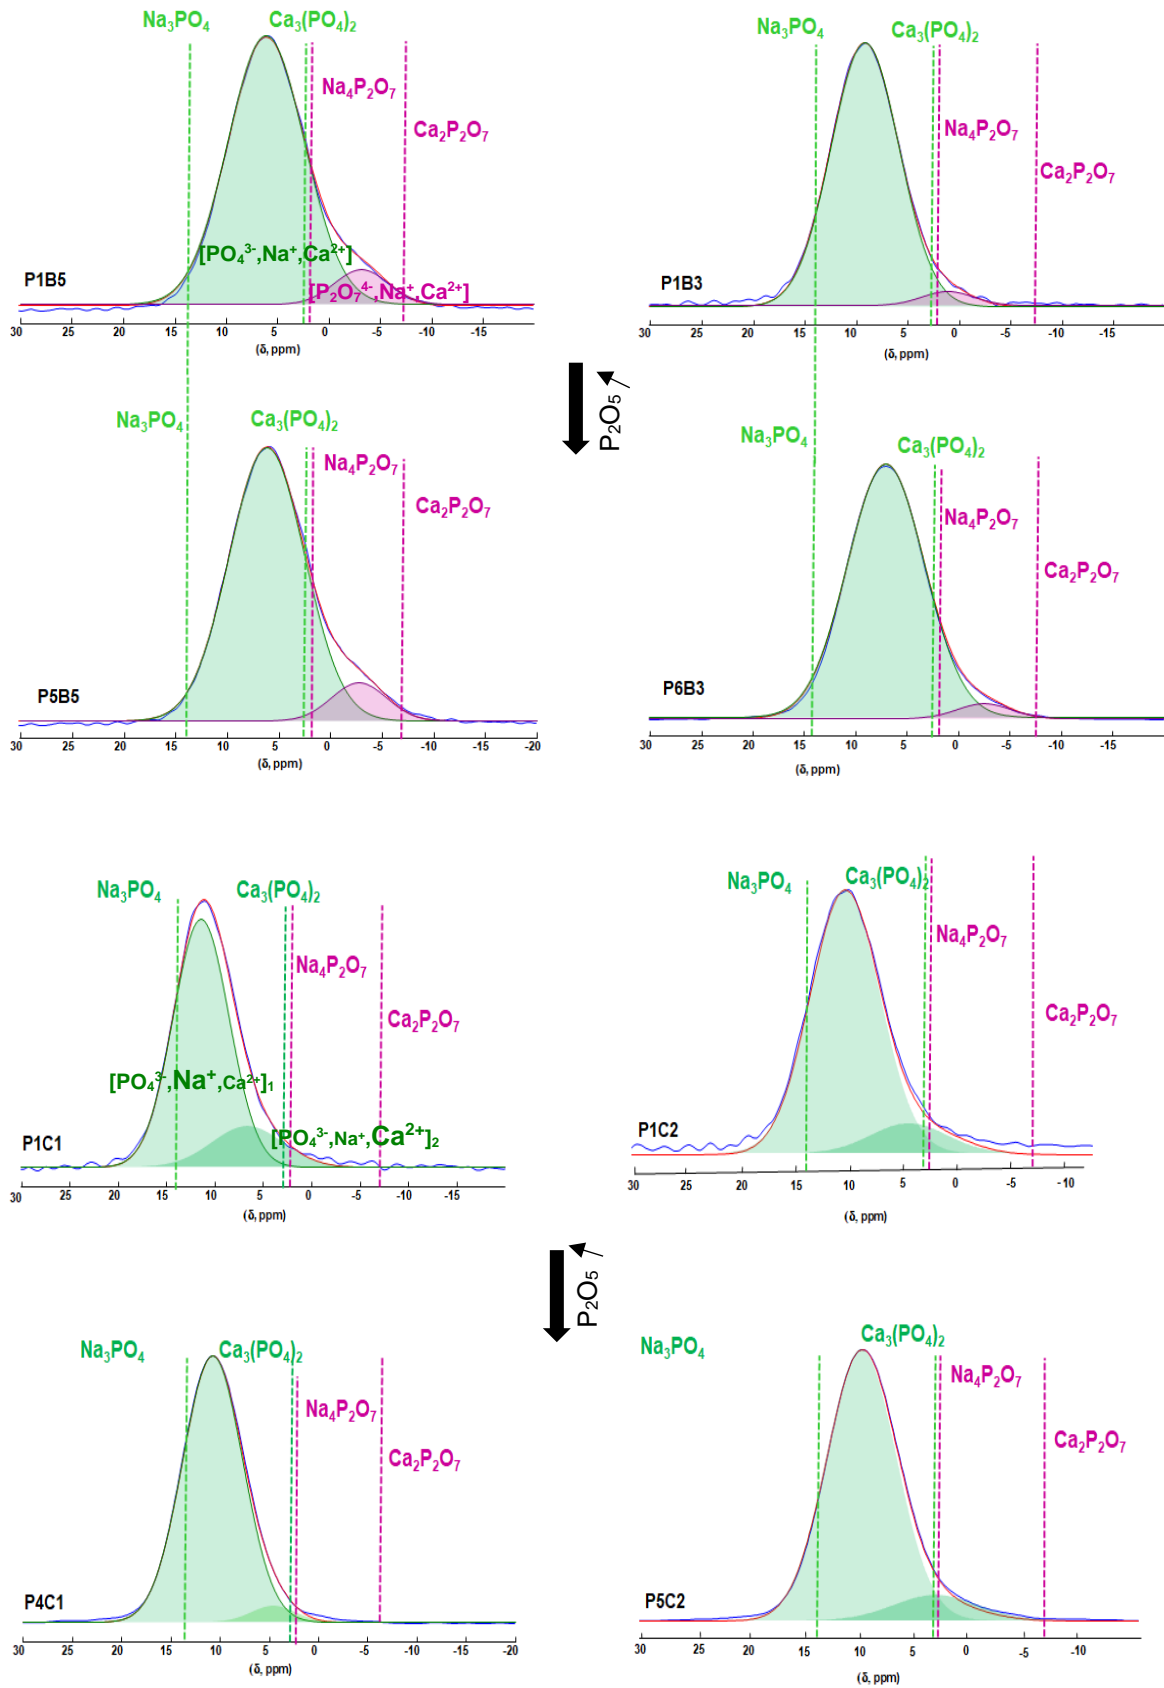 Na₃PO₄ Ca₃(PO₄)₂
Na₄P₂O₇
Ca₂P₂O₇
[PO₄³⁻,Na⁺,Ca²⁺]
P1B5
[P₂O₇⁴⁻,Na⁺,Ca²⁺]
30 25 20 15 10 5 0 -5 -10 -15
(δ, ppm)
Na₃PO₄ Ca₃(PO₄)₂
Na₄P₂O₇
Ca₂P₂O₇
P1B3
30 25 20 15 10 5 0 -5 -10 -15
(δ, ppm)
P₂O₅
Na₃PO₄ Ca₃(PO₄)₂
Na₄P₂O₇
Ca₂P₂O₇
P5B5
30 25 20 15 10 5 0 -5 -10 -15 -20
(δ, ppm)
Na₃PO₄ Ca₃(PO₄)₂
Na₄P₂O₇
Ca₂P₂O₇
P6B3
30 25 20 15 10 5 0 -5 -10 -15
(δ, ppm)
Na₃PO₄ Ca₃(PO₄)₂
Na₄P₂O₇
Ca₂P₂O₇
[PO₄³⁻,Na⁺,Ca²⁺]₁
P1C1
[PO₄³⁻,Na⁺,Ca²⁺]₂
30 25 20 15 10 5 0 -5 -10 -15
(δ, ppm)
Na₃PO₄ Ca₃(PO₄)₂
Na₄P₂O₇
Ca₂P₂O₇
P1C2
30 25 20 15 10 5 0 -5 -10
(δ, ppm)
P₂O₅
Na₃PO₄ Ca₃(PO₄)₂
Na₄P₂O₇
Ca₂P₂O₇
P4C1
30 25 20 15 10 5 0 -5 -10 -15 -20
(δ, ppm)
Na₃PO₄ Ca₃(PO₄)₂
Na₄P₂O₇
Ca₂P₂O₇
P5C2
30 25 20 15 10 5 0 -5 -10
(δ, ppm)